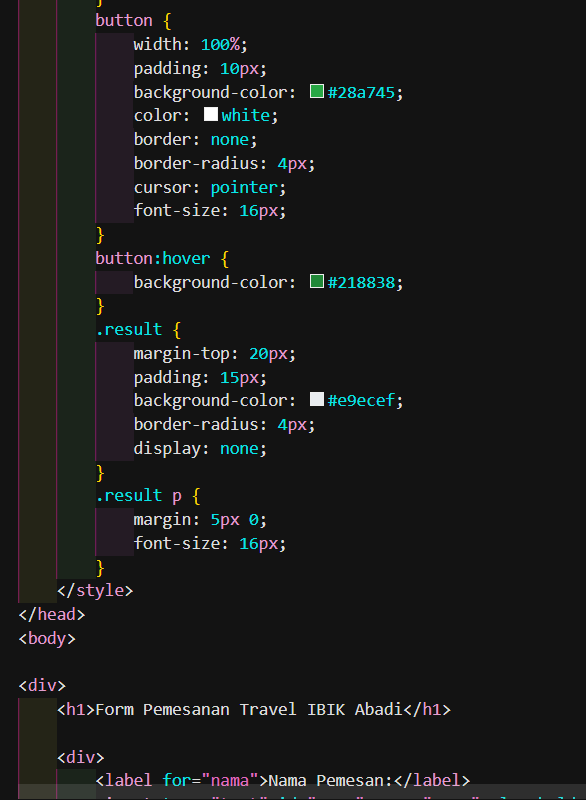 }
button {
width: 100%;
padding: 10px;
background-color: #28a745;
color: white;
border: none;
border-radius: 4px;
cursor: pointer;
font-size: 16px;
}
button:hover {
background-color: #218838;
}
.result {
margin-top: 20px;
padding: 15px;
background-color: #e9ecef;
border-radius: 4px;
display: none;
}
.result p {
margin: 5px 0;
font-size: 16px;
}
</style>
</head>
<body>
<div>
<h1>Form Pemesanan Travel IBIK Abadi</h1>
<div>
<label for="nama">Nama Pemesan:</label>